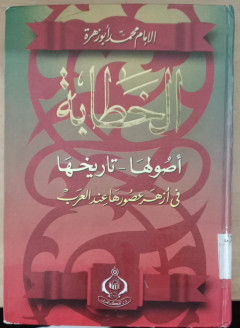 الإمام محمد أبو زهرة
الخطابة
أصولها - تاريخها
في أزهر عصورها عند العرب